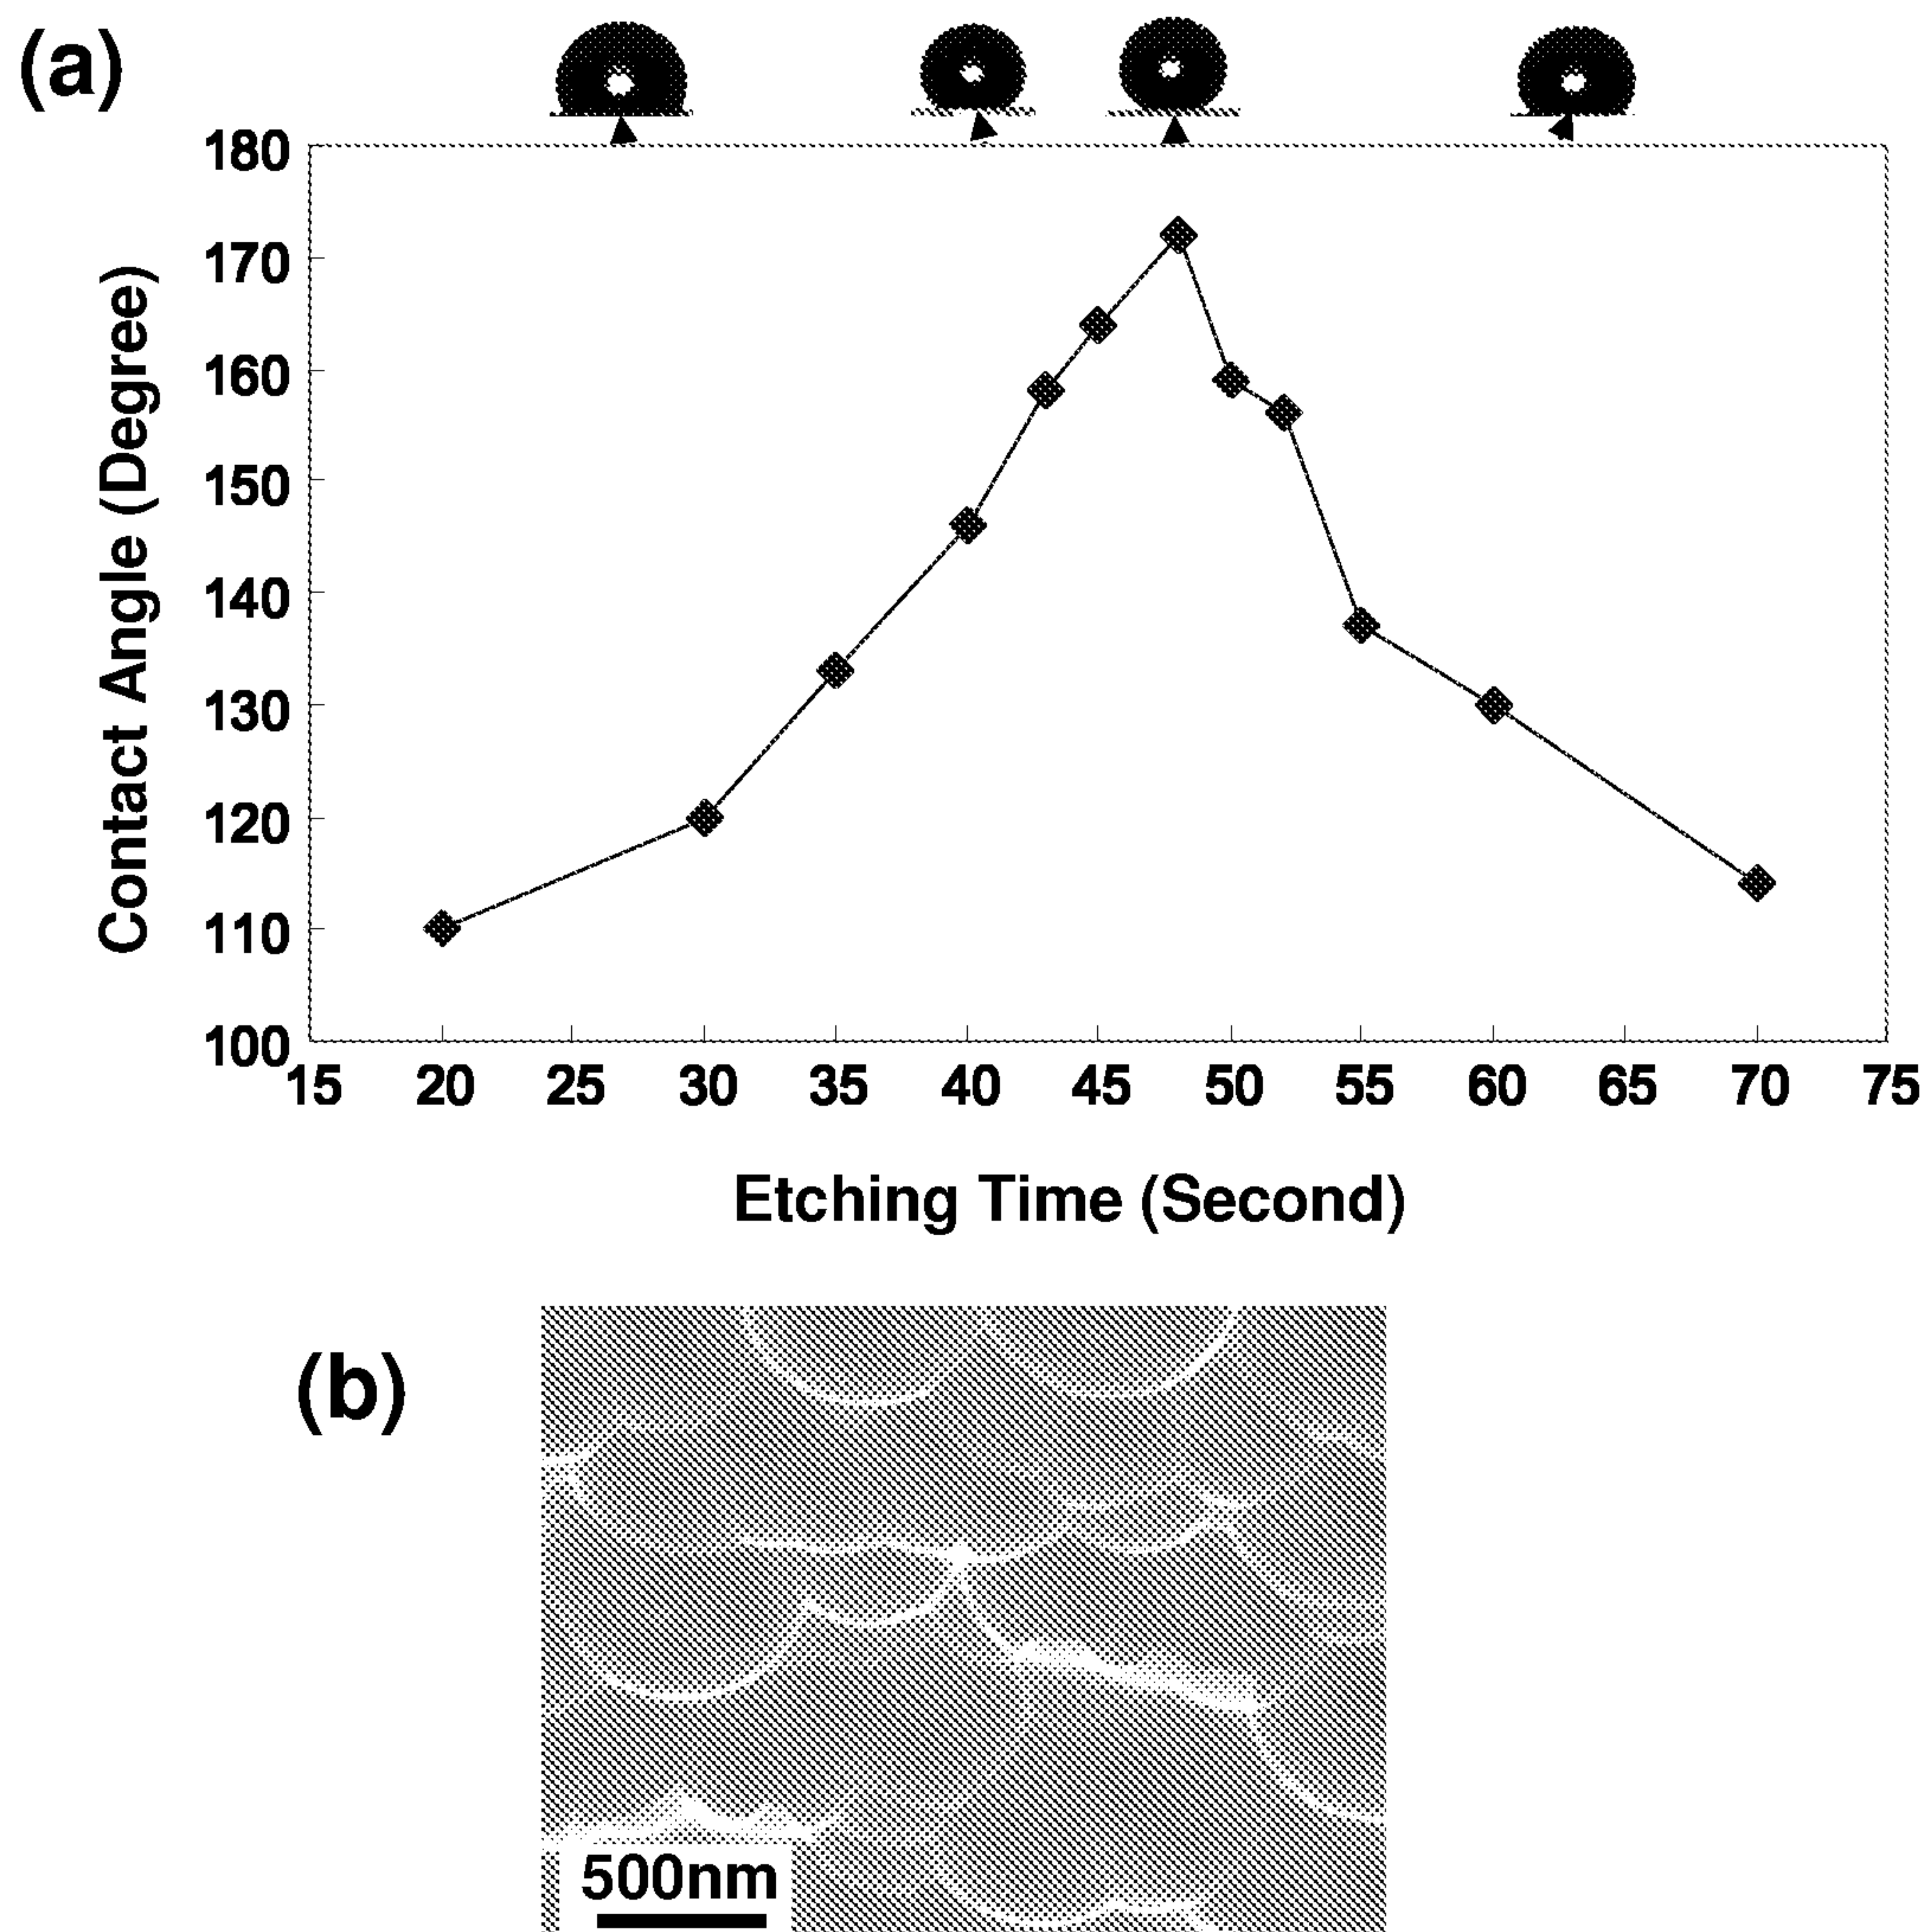 (a)
180
170
160
150
140
130
120
110
100
Contact Angle (Degree)
15 20 25 30 35 40 45 50 55 60 65 70 75
Etching Time (Second)
(b)
500nm